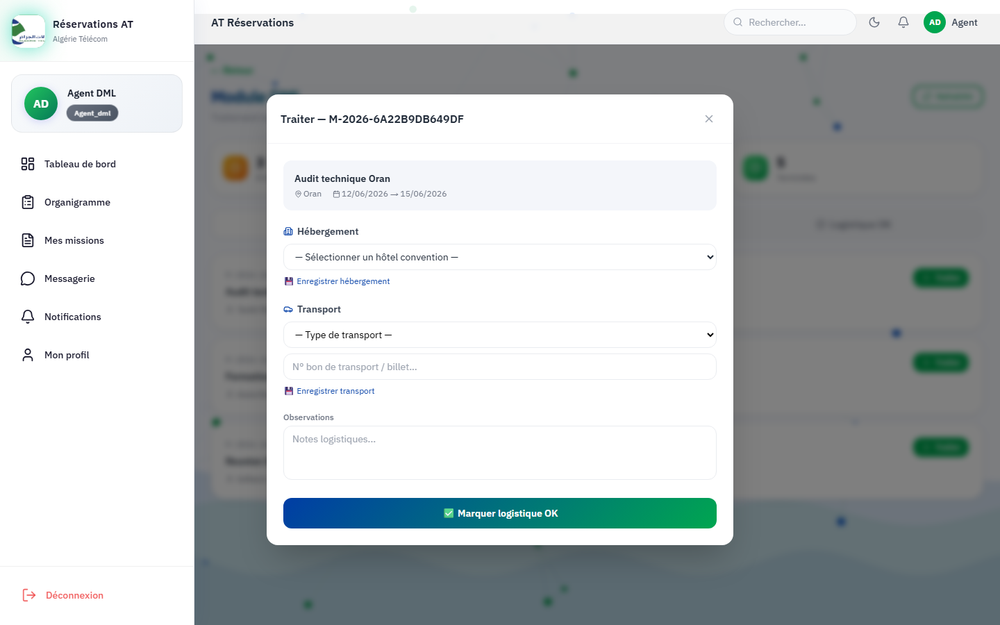 Réservations AT
Algérie Télécom
AD
Agent DML
Agent_dml
Tableau de bord
Organigramme
Mes missions
Messagerie
Notifications
Mon profil
Déconnexion
AT Réservations
Rechercher...
AD Agent
Traiter — M-2026-6A22B9DB649DF
Audit technique Oran
Oran 12/06/2026 → 15/06/2026
Hébergement
— Sélectionner un hôtel convention —
Enregistrer hébergement
Transport
— Type de transport —
N° bon de transport / billet...
Enregistrer transport
Observations
Notes logistiques...
✅ Marquer logistique OK